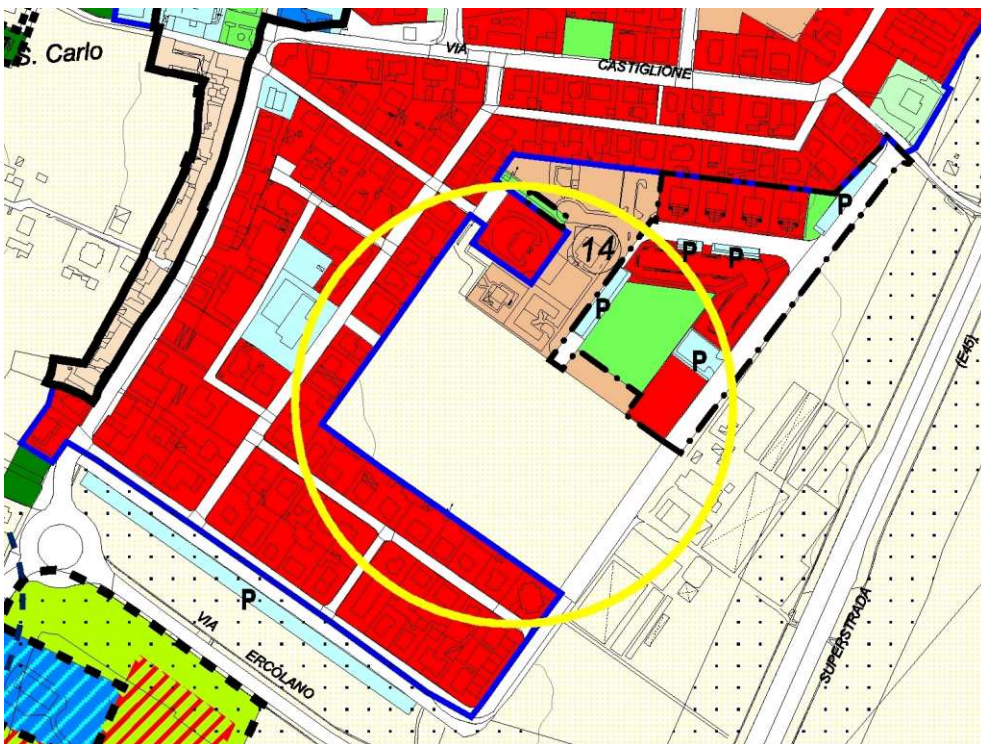 S. Carlo
VIA
CASTIGLIONE
P
14
P
P
P
P
(E45)
P
SUPERSTRADA
VIA
ERCOLANO